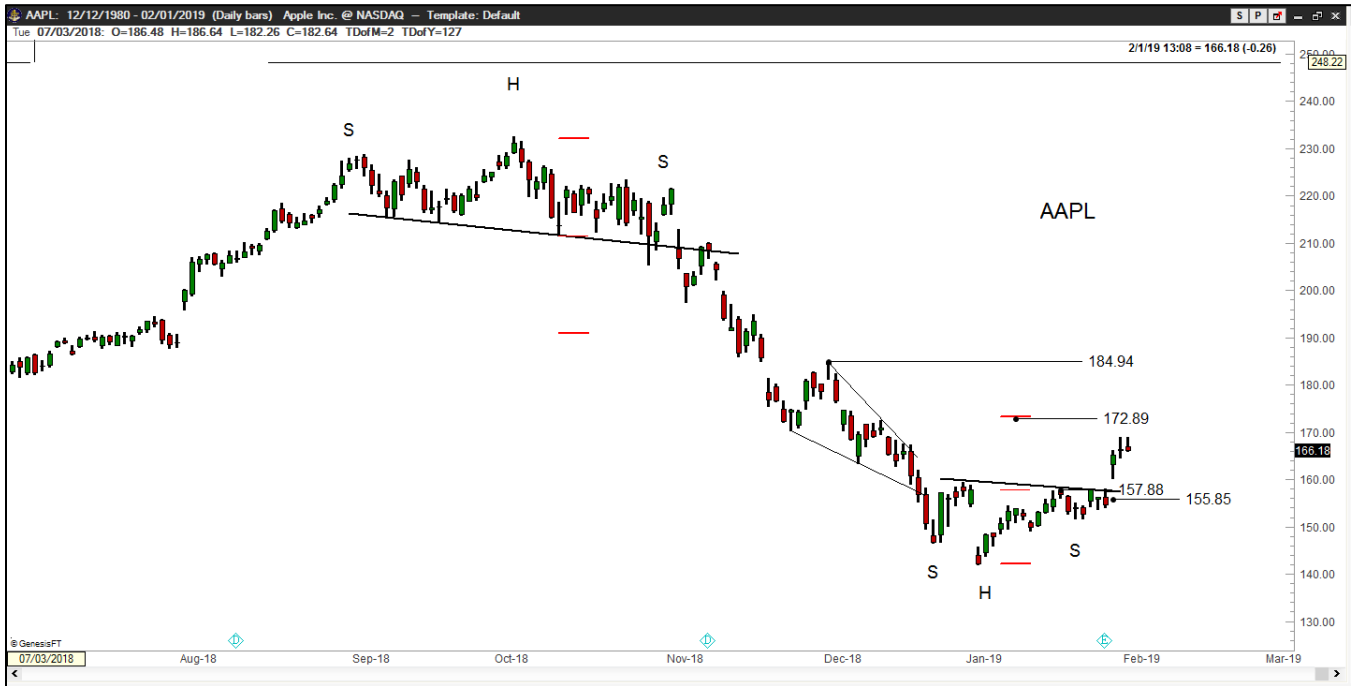 AAPL: 12/12/1980 - 02/01/2019 (Daily bars) Apple Inc. @ NASDAQ — Template: Default
S P
Tue 07/03/2018: O=186.48 H=186.64 L=182.26 C=182.64 TDofM=2 TDofY=127
2/1/19 13:08 = 166.18 (-0.26)
250.00
248.22
H
240.00
S
230.00
S
220.00
AAPL
210.00
200.00
190.00
184.94
180.00
172.89
170.00
166.18
160.00
157.88
155.85
150.00
S
S
140.00
H
130.00
© GenesisFT
D
D
E
07/03/2018
Aug-18
Sep-18
Oct-18
Nov-18
Dec-18
Jan-19
Feb-19
Mar-19